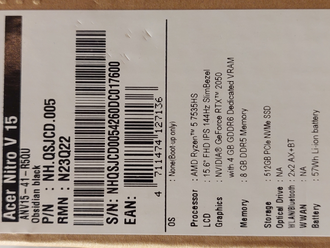 Acer Nitro V 15
ANV15-41-R50U
Obsidian black
P/N : NH.QSJCD.005
RMN : N23Q22
S/N: NHQSJCD00542600DC017600
EAN:
4 711474 127136
OS : None(Boot up only)
Processor : AMD Ryzen™ 5 7535HS
LCD : 15.6" FHD IPS 144Hz SlimBezel
Graphics : NVIDIA® GeForce RTX™ 2050
with 4 GB GDDR6 Dedicated VRAM
Memory : 8 GB DDR5 Memory
Storage : 512GB PCIe NVMe SSD
Optical Drive : NA
WLAN/Bluetooth : 2x2 AX+BT
WWAN : NA
Battery : 57Wh Li-ion battery